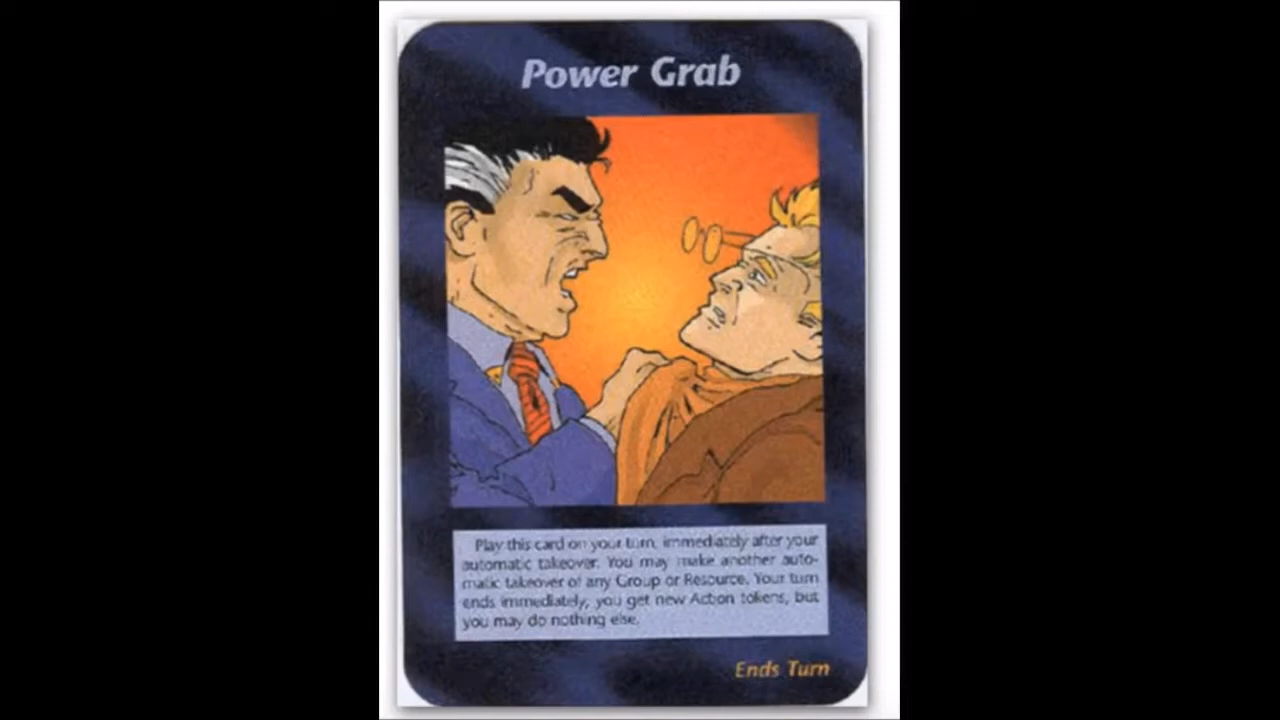 Power Grab
Play this card on your turn, immediately after your
automatic takeover. You may make another auto-
matic takeover of any Group or Resource. Your turn
ends immediately, you get new Action tokens, but
you may do nothing else.
Ends Turn